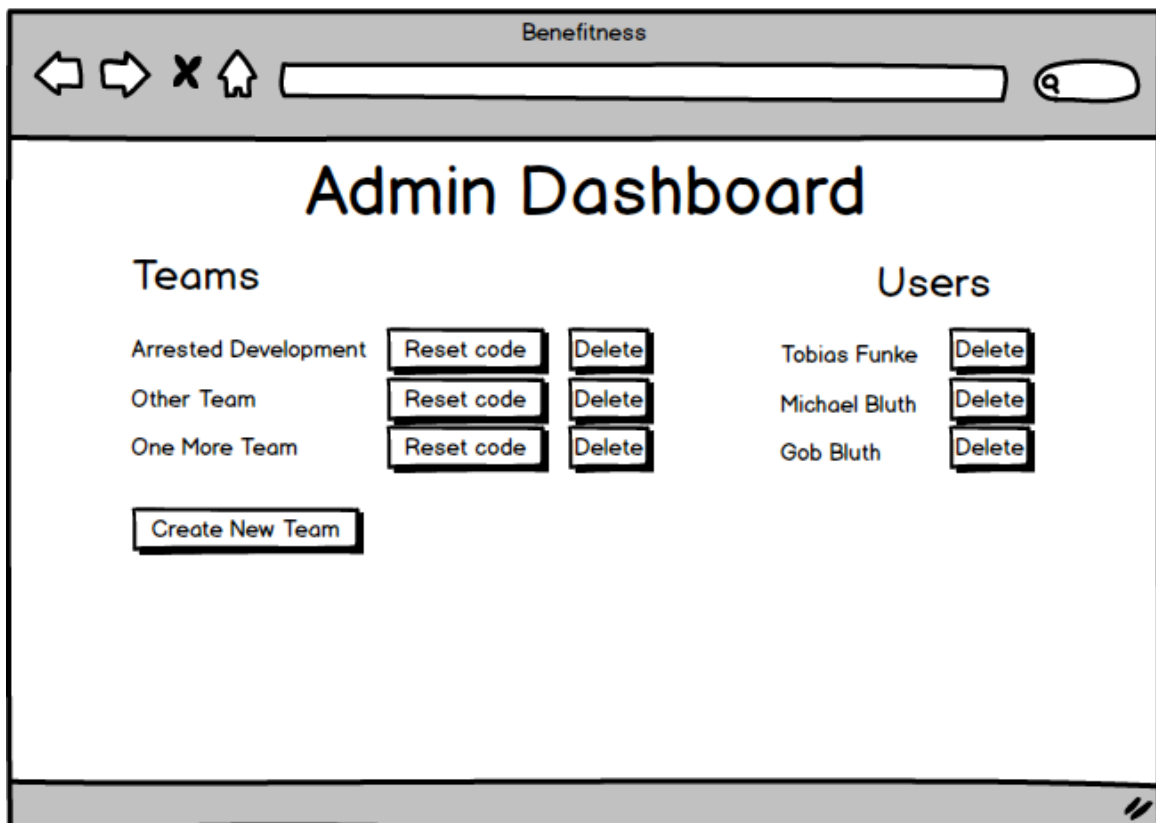 Benefitness
Admin Dashboard
Teams
Arrested Development Reset code Delete
Other Team Reset code Delete
One More Team Reset code Delete
Create New Team
Users
Tobias Funke Delete
Michael Bluth Delete
Gob Bluth Delete